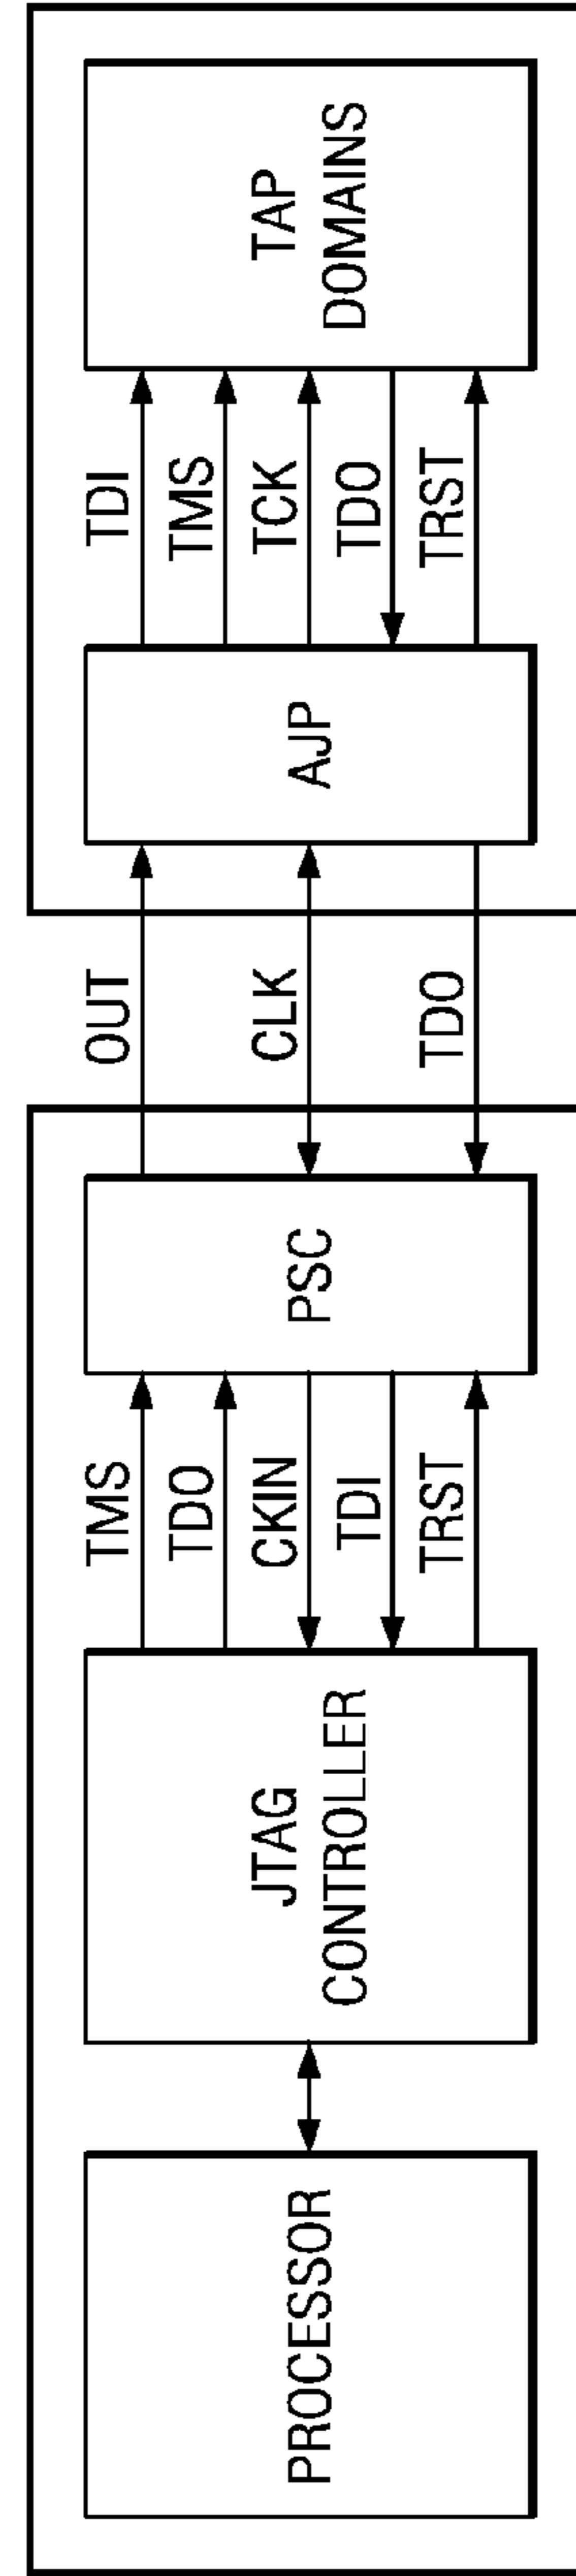 PROCESSOR
JTAG
CONTROLLER
TMS
TDO
CKIN
TDI
TRST
PSC
OUT
CLK
TDO
AJP
TDI
TMS
TCK
TDO
TRST
TAP
DOMAINS